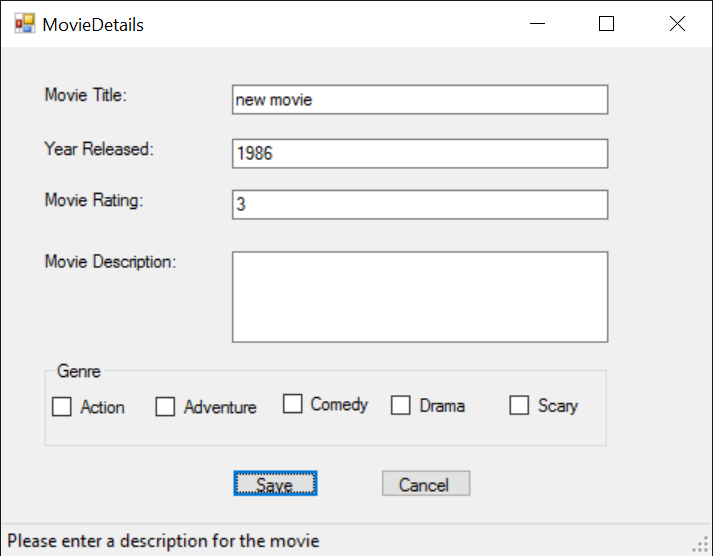 MovieDetails
Movie Title:
new movie
Year Released:
1986
Movie Rating:
3
Movie Description:
Genre
Action
Adventure
Comedy
Drama
Scary
Save
Cancel
Please enter a description for the movie